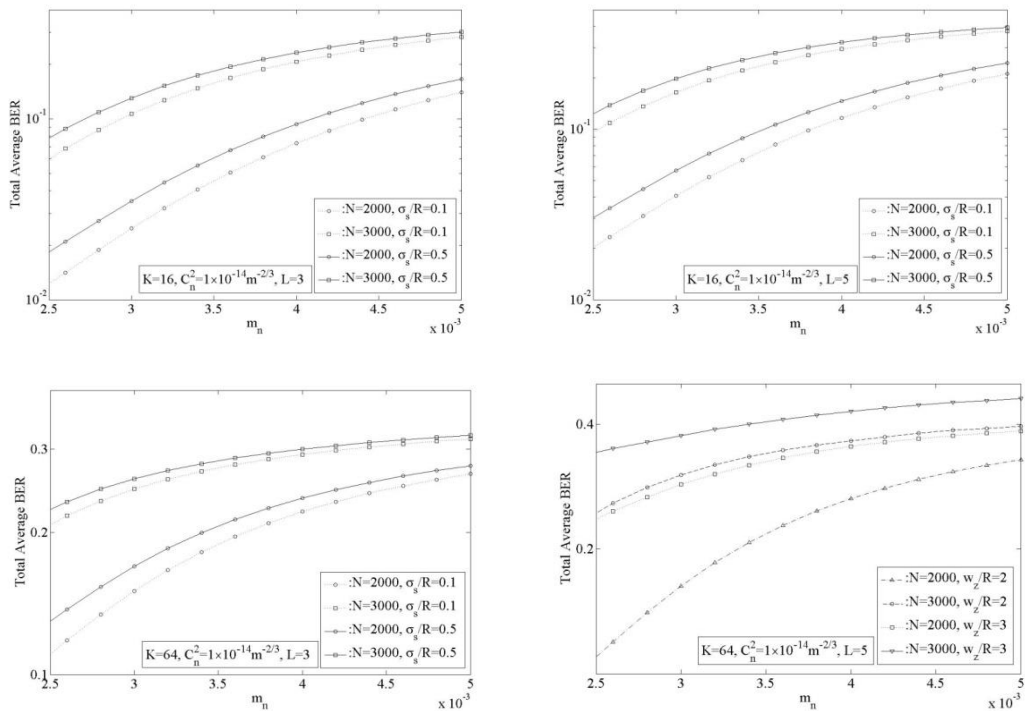 Total Average BER
10^-1
10^-2
:N=2000, σ_s/R=0.1
:N=3000, σ_s/R=0.1
:N=2000, σ_s/R=0.5
:N=3000, σ_s/R=0.5
K=16, C_n^2=1×10^-14m^-2/3, L=3
2.5 3 3.5 4 4.5 5
m_n
x 10^-3
Total Average BER
10^-1
10^-2
:N=2000, σ_s/R=0.1
:N=3000, σ_s/R=0.1
:N=2000, σ_s/R=0.5
:N=3000, σ_s/R=0.5
K=16, C_n^2=1×10^-14m^-2/3, L=5
2.5 3 3.5 4 4.5 5
m_n
x 10^-3
Total Average BER
0.3
0.2
0.1
:N=2000, σ_s/R=0.1
:N=3000, σ_s/R=0.1
:N=2000, σ_s/R=0.5
:N=3000, σ_s/R=0.5
K=64, C_n^2=1×10^-14m^-2/3, L=3
2.5 3 3.5 4 4.5 5
m_n
x 10^-3
Total Average BER
0.4
0.2
:N=2000, w_z/R=2
:N=3000, w_z/R=2
:N=2000, w_z/R=3
:N=3000, w_z/R=3
K=64, C_n^2=1×10^-14m^-2/3, L=5
2.5 3 3.5 4 4.5 5
m_n
x 10^-3